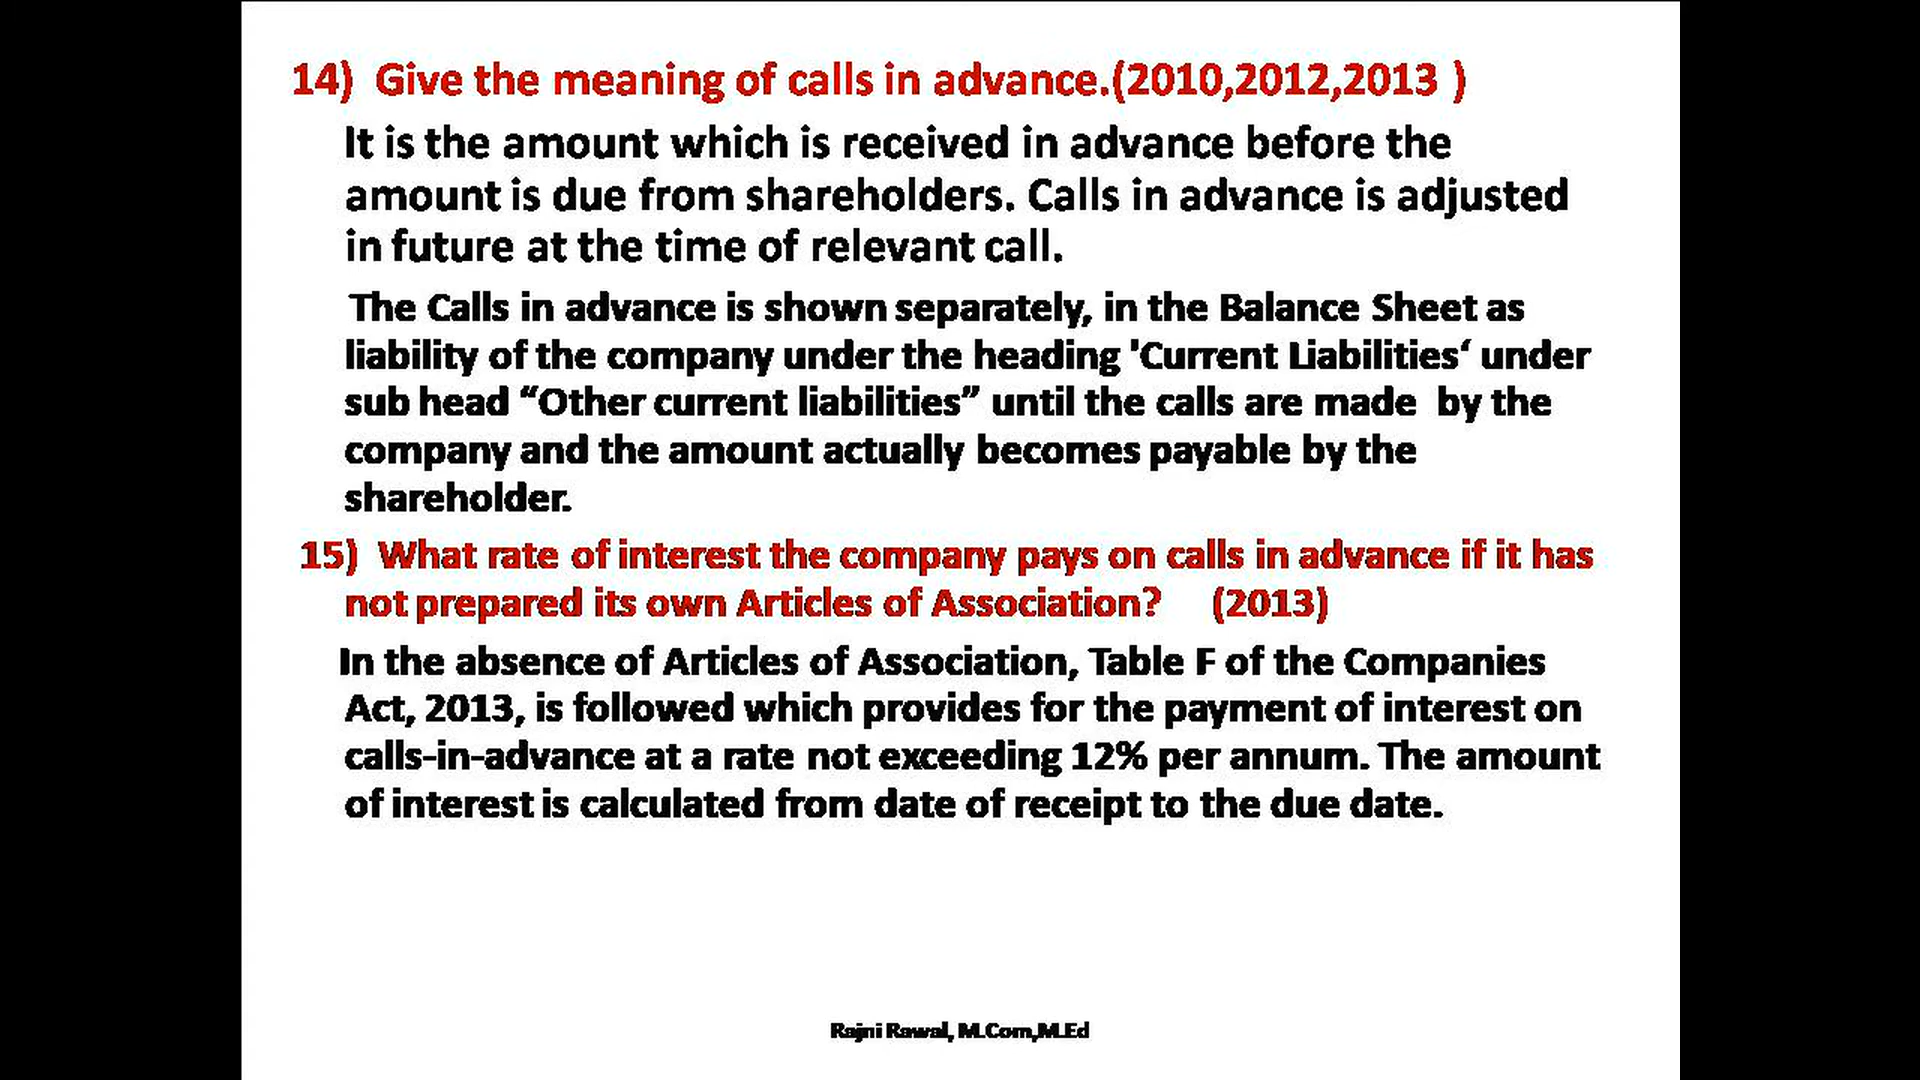 14) Give the meaning of calls in advance.(2010,2012,2013 )
It is the amount which is received in advance before the
amount is due from shareholders. Calls in advance is adjusted
in future at the time of relevant call.
The Calls in advance is shown separately, in the Balance Sheet as
liability of the company under the heading 'Current Liabilities‘ under
sub head “Other current liabilities” until the calls are made by the
company and the amount actually becomes payable by the
shareholder.
15) What rate of interest the company pays on calls in advance if it has
not prepared its own Articles of Association? (2013)
In the absence of Articles of Association, Table F of the Companies
Act, 2013, is followed which provides for the payment of interest on
calls-in-advance at a rate not exceeding 12% per annum. The amount
of interest is calculated from date of receipt to the due date.
Rajni Rawal, M.Com,M.Ed